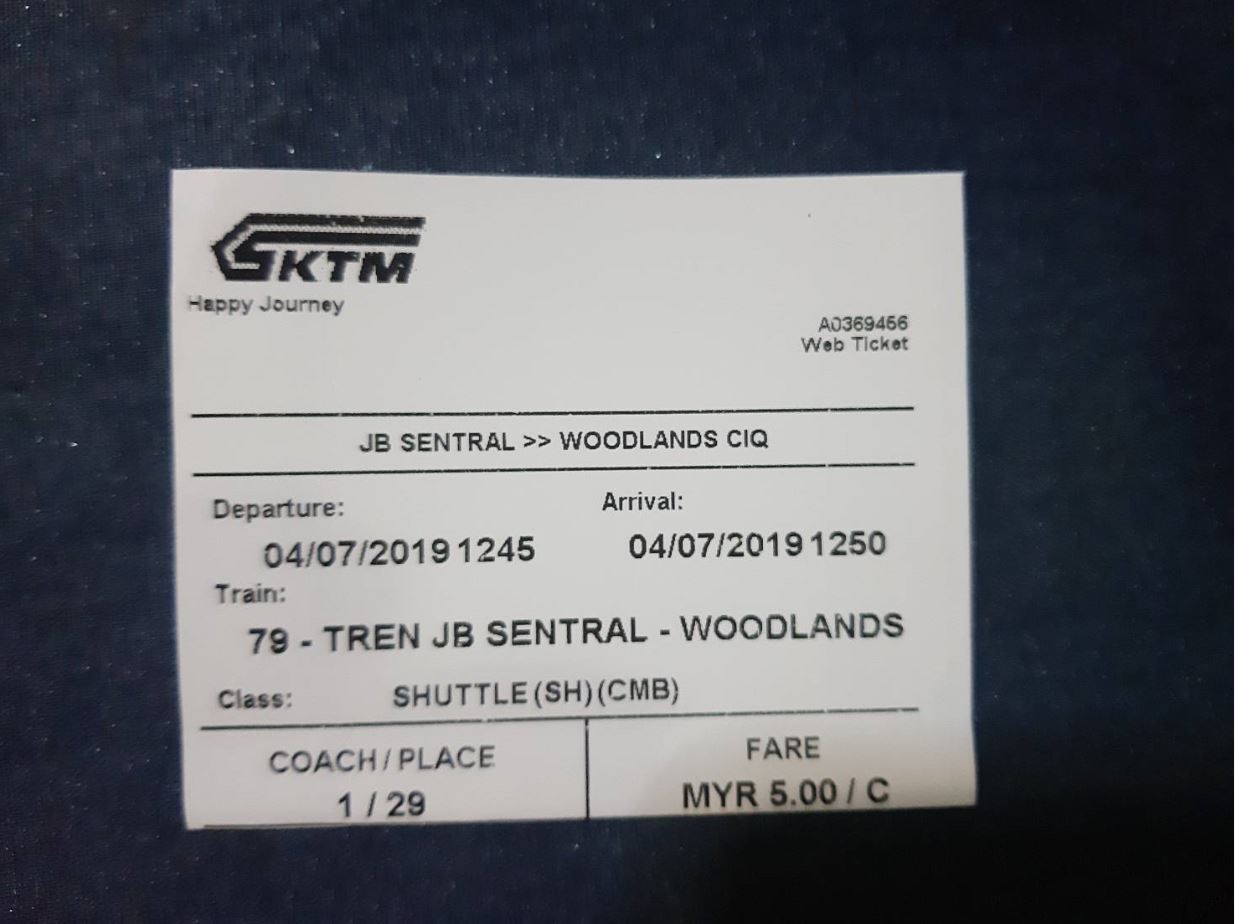 KTM
Happy Journey
A0369456
Web Ticket
JB SENTRAL >> WOODLANDS CIQ
Departure: Arrival:
04/07/2019 1245 04/07/2019 1250
Train:
79 - TREN JB SENTRAL - WOODLANDS
Class: SHUTTLE (SH) (CMB)
COACH / PLACE FARE
1 / 29 MYR 5.00 / C